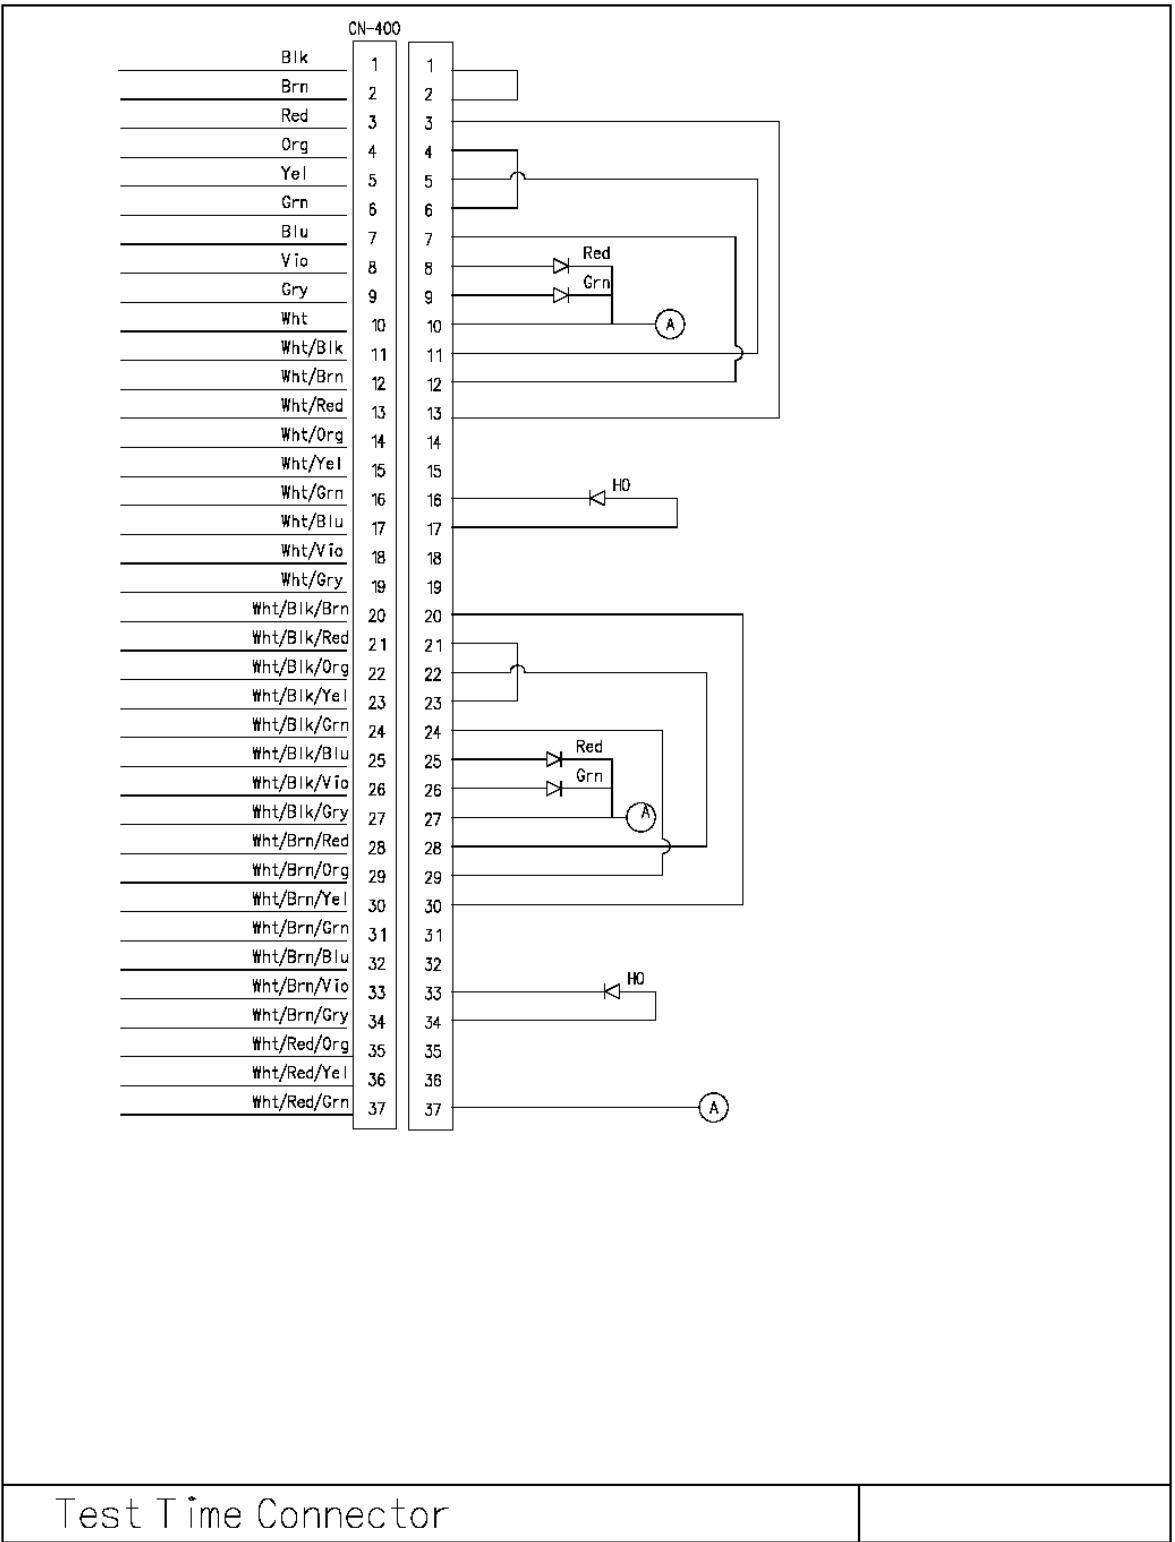 CN-400
Blk 1 1
Brn 2 2
Red 3 3
Org 4 4
Yel 5 5
Grn 6 6
Blu 7 7
Vio 8 8 Red
Gry 9 9 Grn
Wht 10 10 A
Wht/Blk 11 11
Wht/Brn 12 12
Wht/Red 13 13
Wht/Org 14 14
Wht/Yel 15 15
Wht/Grn 16 16 HO
Wht/Blu 17 17
Wht/Vio 18 18
Wht/Gry 19 19
Wht/Blk/Brn 20 20
Wht/Blk/Red 21 21
Wht/Blk/Org 22 22
Wht/Blk/Yel 23 23
Wht/Blk/Grn 24 24
Wht/Blk/Blu 25 25 Red
Wht/Blk/Vio 26 26 Grn
Wht/Blk/Gry 27 27 A
Wht/Brn/Red 28 28
Wht/Brn/Org 29 29
Wht/Brn/Yel 30 30
Wht/Brn/Grn 31 31
Wht/Brn/Blu 32 32
Wht/Brn/Vio 33 33 HO
Wht/Brn/Gry 34 34
Wht/Red/Org 35 35
Wht/Red/Yel 36 36
Wht/Red/Grn 37 37 A
Test Time Connector